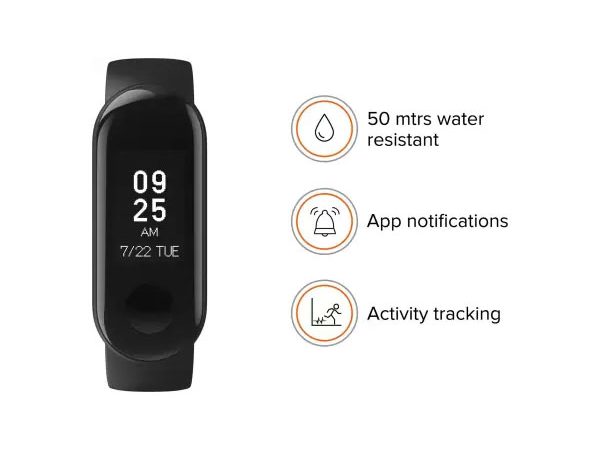 09
25
AM
7/22 TUE
50 mtrs water
resistant
App notifications
Activity tracking